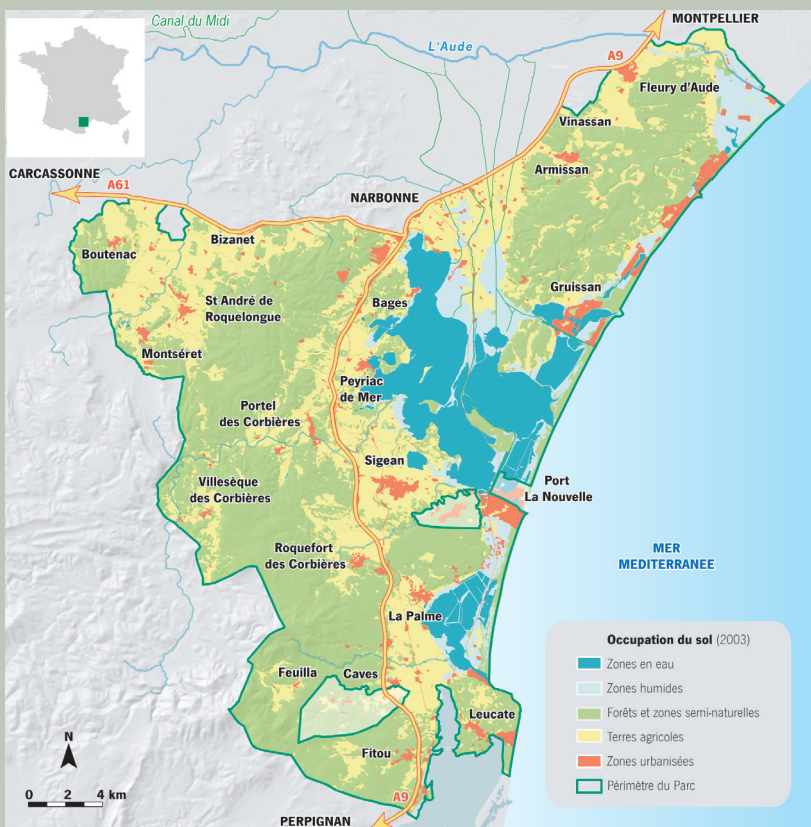 Canal du Midi
MONTPELLIER
L'Aude
A9
Fleury d'Aude
Vinassan
Armissan
CARCASSONNE
A61
NARBONNE
Bizanet
Boutenac
Gruissan
St André de
Roquelongue
Bages
Montséret
Peyriac
de Mer
Portel
des Corbières
Sigean
Villesèque
des Corbières
Port
La Nouvelle
Roquefort
des Corbières
MER
MEDITERRANEE
La Palme
Feuilla
Caves
Leucate
Fitou
N
0 2 4 km
A9
PERPIGNAN
Occupation du sol (2003)
Zones en eau
Zones humides
Forêts et zones semi-naturelles
Terres agricoles
Zones urbanisées
Périmètre du Parc